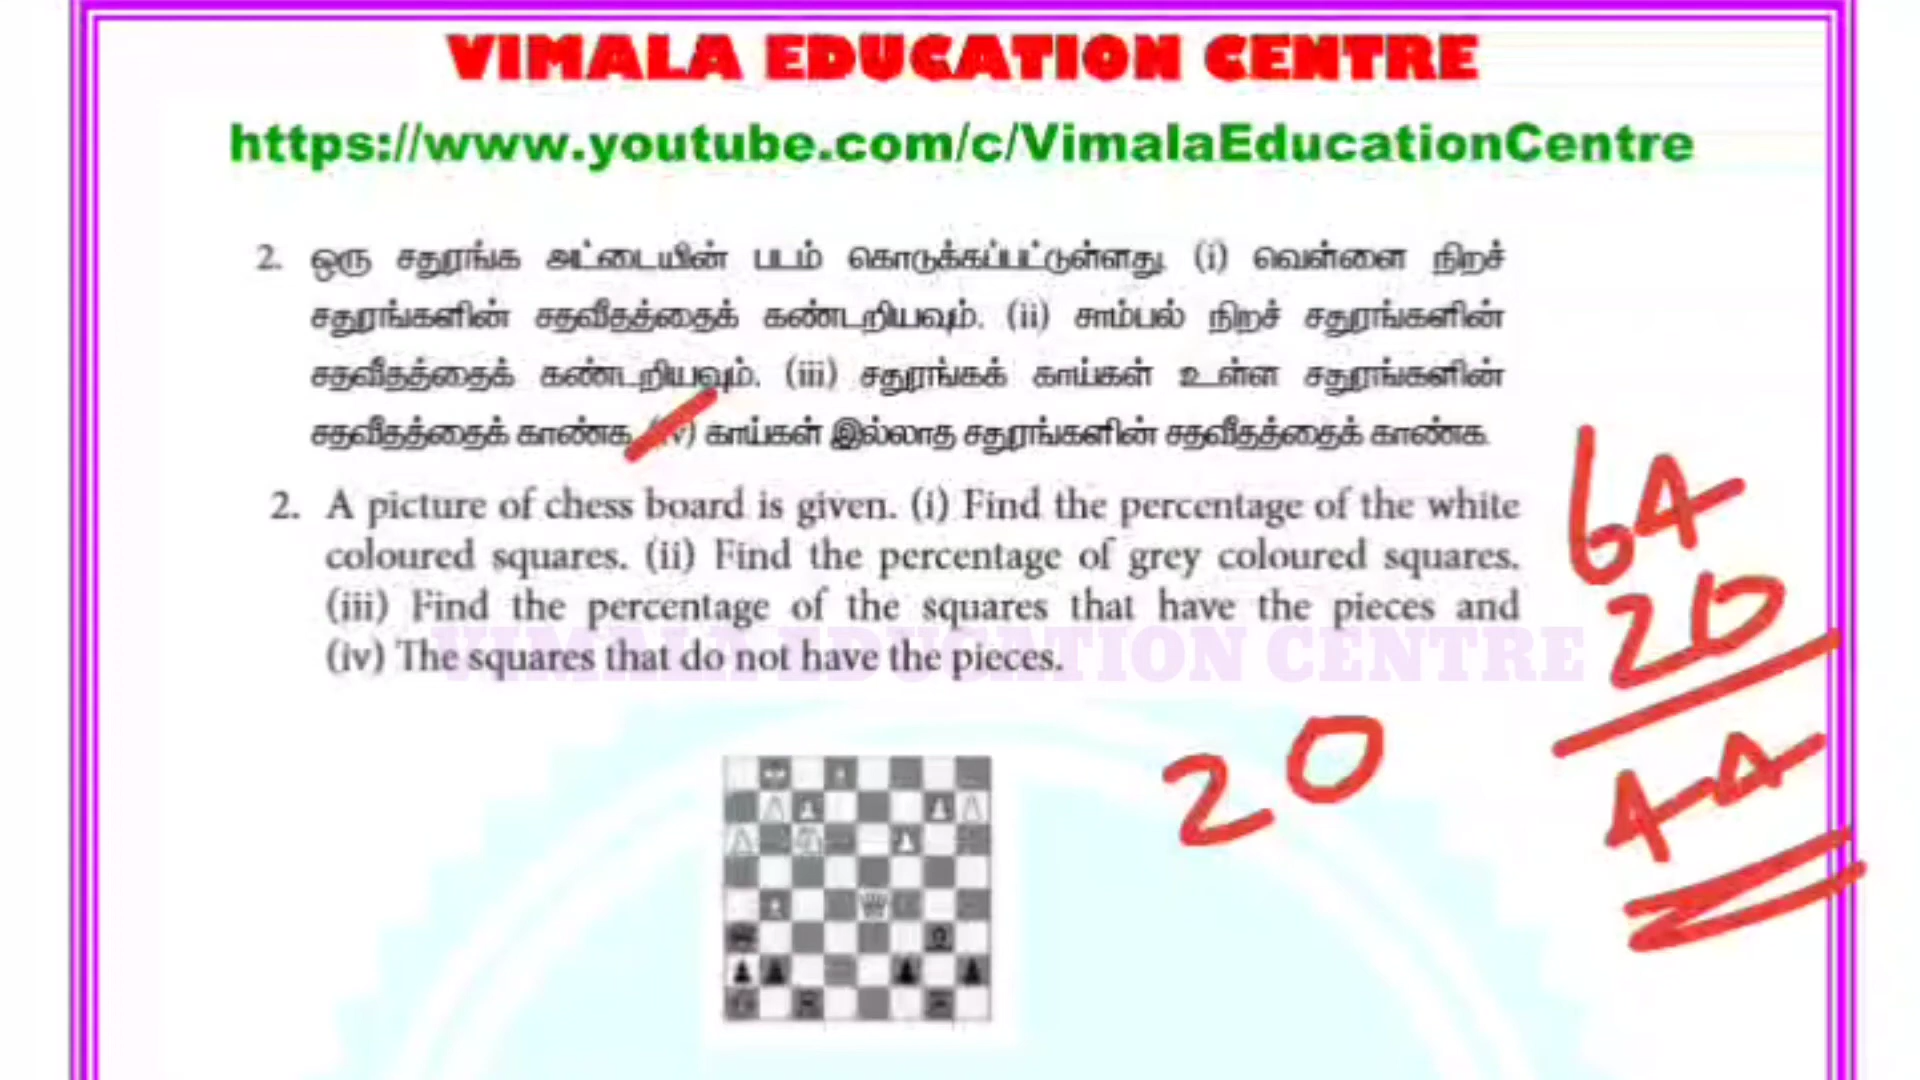 VIMALA EDUCATION CENTRE
https://www.youtube.com/c/VimalaEducationCentre
2. ஒரு சதுரங்க அட்டையின் படம் கொடுக்கப்பட்டுள்ளது. (i) வெள்ளை நிறச்
சதுரங்களின் சதவீதத்தைக் கண்டறியவும். (ii) சாம்பல் நிறச் சதுரங்களின்
சதவீதத்தைக் கண்டறியவும். (iii) சதுரங்கக் காய்கள் உள்ள சதுரங்களின்
சதவீதத்தைக் காண்க. (iv) காய்கள் இல்லாத சதுரங்களின் சதவீதத்தைக் காண்க.
2. A picture of chess board is given. (i) Find the percentage of the white
coloured squares. (ii) Find the percentage of grey coloured squares.
(iii) Find the percentage of the squares that have the pieces and
(iv) The squares that do not have the pieces.
VIMALA EDUCATION CENTRE
64
20
44
20